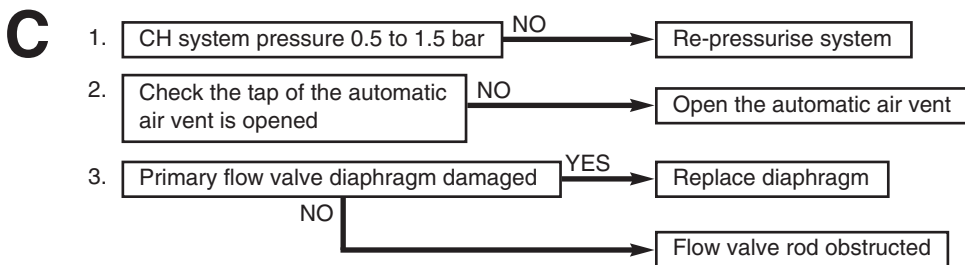 C
1. CH system pressure 0.5 to 1.5 bar NO Re-pressurise system
2. Check the tap of the automatic air vent is opened NO Open the automatic air vent
3. Primary flow valve diaphragm damaged YES Replace diaphragm
NO Flow valve rod obstructed